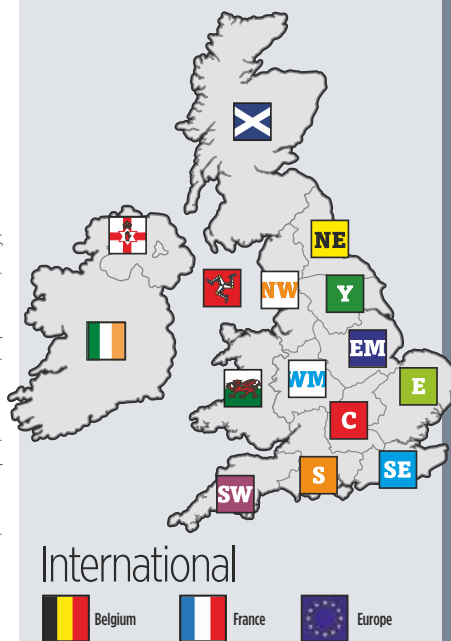 NE
NW
Y
EM
WM
E
C
S
SE
SW
International
Belgium France Europe